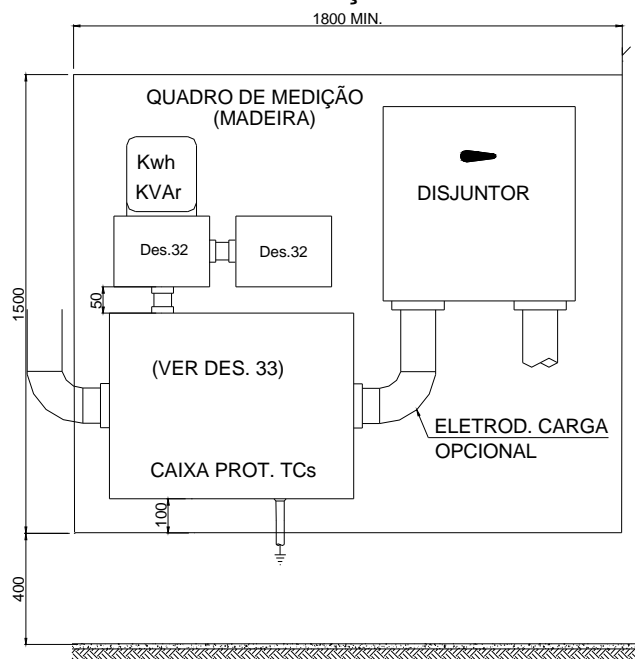 1800 MIN.
QUADRO DE MEDIÇÃO
(MADEIRA)
Kwh
KVAr
DISJUNTOR
Des.32
Des.32
50
1500
(VER DES. 33)
ELETROD. CARGA
OPCIONAL
CAIXA PROT. TCs
100
400